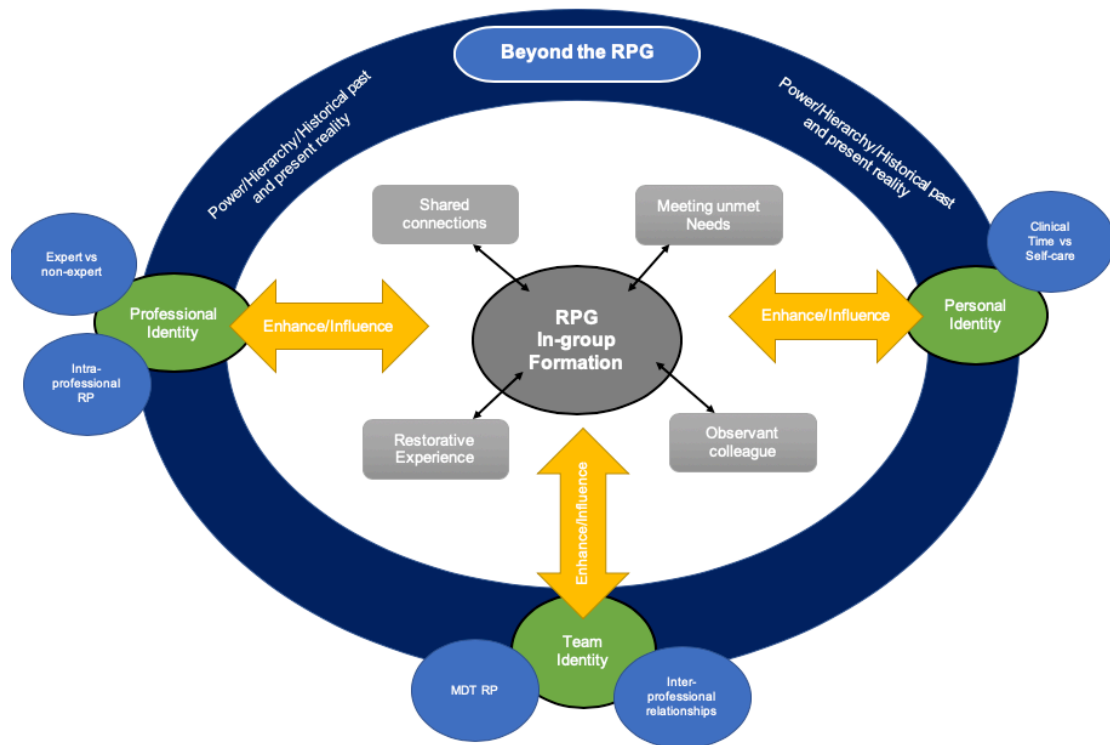 Beyond the RPG
Power/Hierarchy/Historical past
and present reality
Power/Hierarchy/Historical past
and present reality
Shared
connections
Meeting unmet
Needs
Clinical
Time vs
Self-care
Expert vs
non-expert
Professional
Identity
Enhance/Influence
RPG
In-group
Formation
Enhance/Influence
Personal
Identity
Intra-
professional
RP
Restorative
Experience
Observant
colleague
Enhance/Influence
Team
Identity
MDT RP
Inter-
professional
relationships